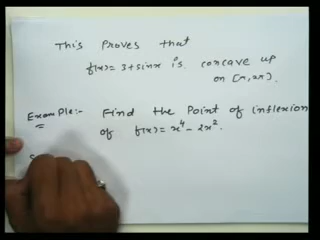 This Proves that
f(x) = 3+sinx is concave up
on [π, 2π].
Example:- Find the Point of inflexion
of f(x) = x⁴ - 2x².